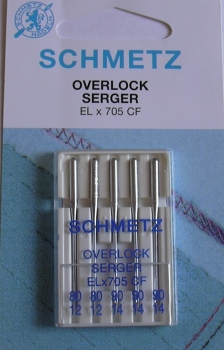 SCHMETZ
OVERLOCK
SERGER
EL x 705 CF
SCHMETZ
OVERLOCK
SERGER
ELx705 CF
80 80 90 90 90
12 12 14 14 14